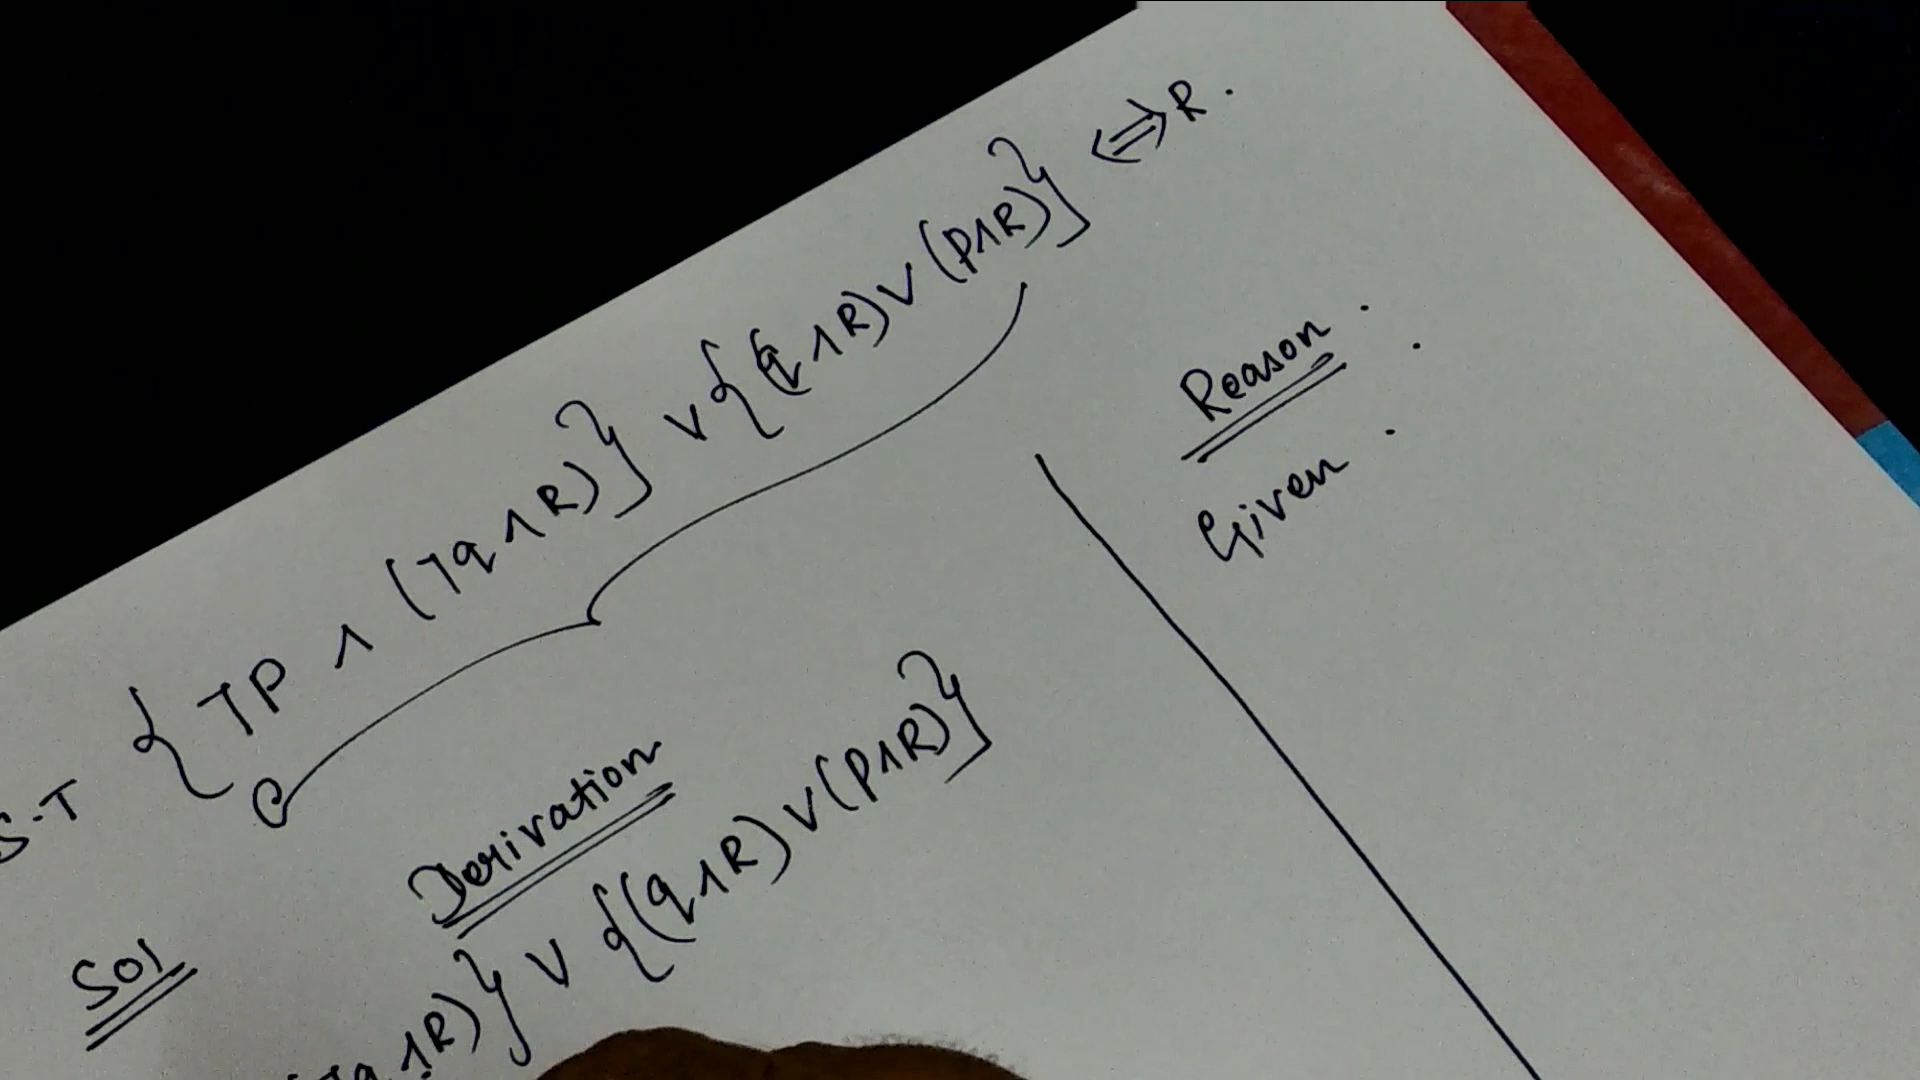 S.T {⌉P ∧ (⌉q ∧ R)} ∨ {(q ∧ R) ∨ (P∧R)} ⟺ R.
Sol
Derivation
Reason.
∧R)} ∨ {(q∧R) ∨ (P∧R)}
Given.